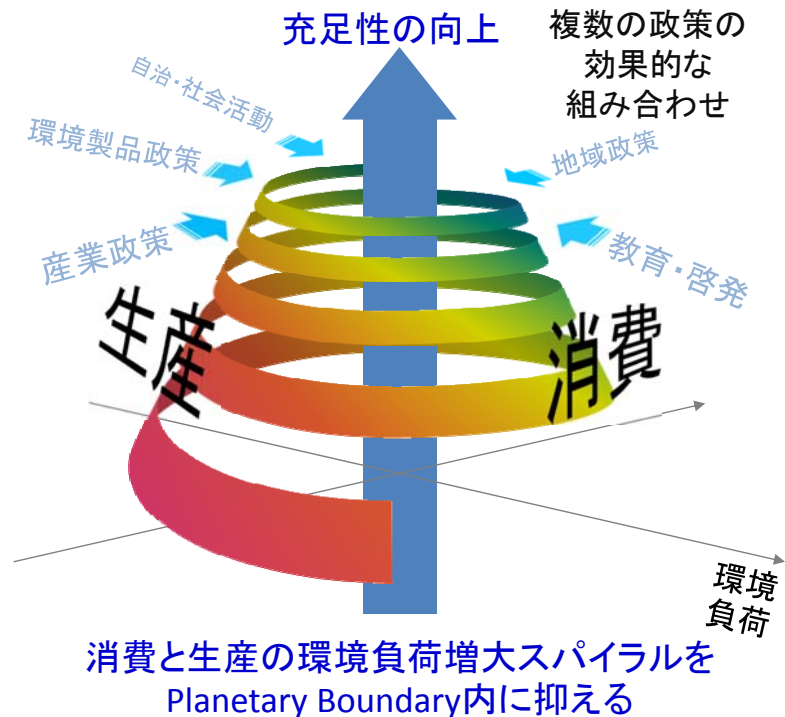 充足性の向上
複数の政策の
効果的な
組み合わせ
自治・社会活動
環境製品政策
地域政策
産業政策
教育・啓発
生産
消費
環境
負荷
消費と生産の環境負荷増大スパイラルを
Planetary Boundary内に抑える